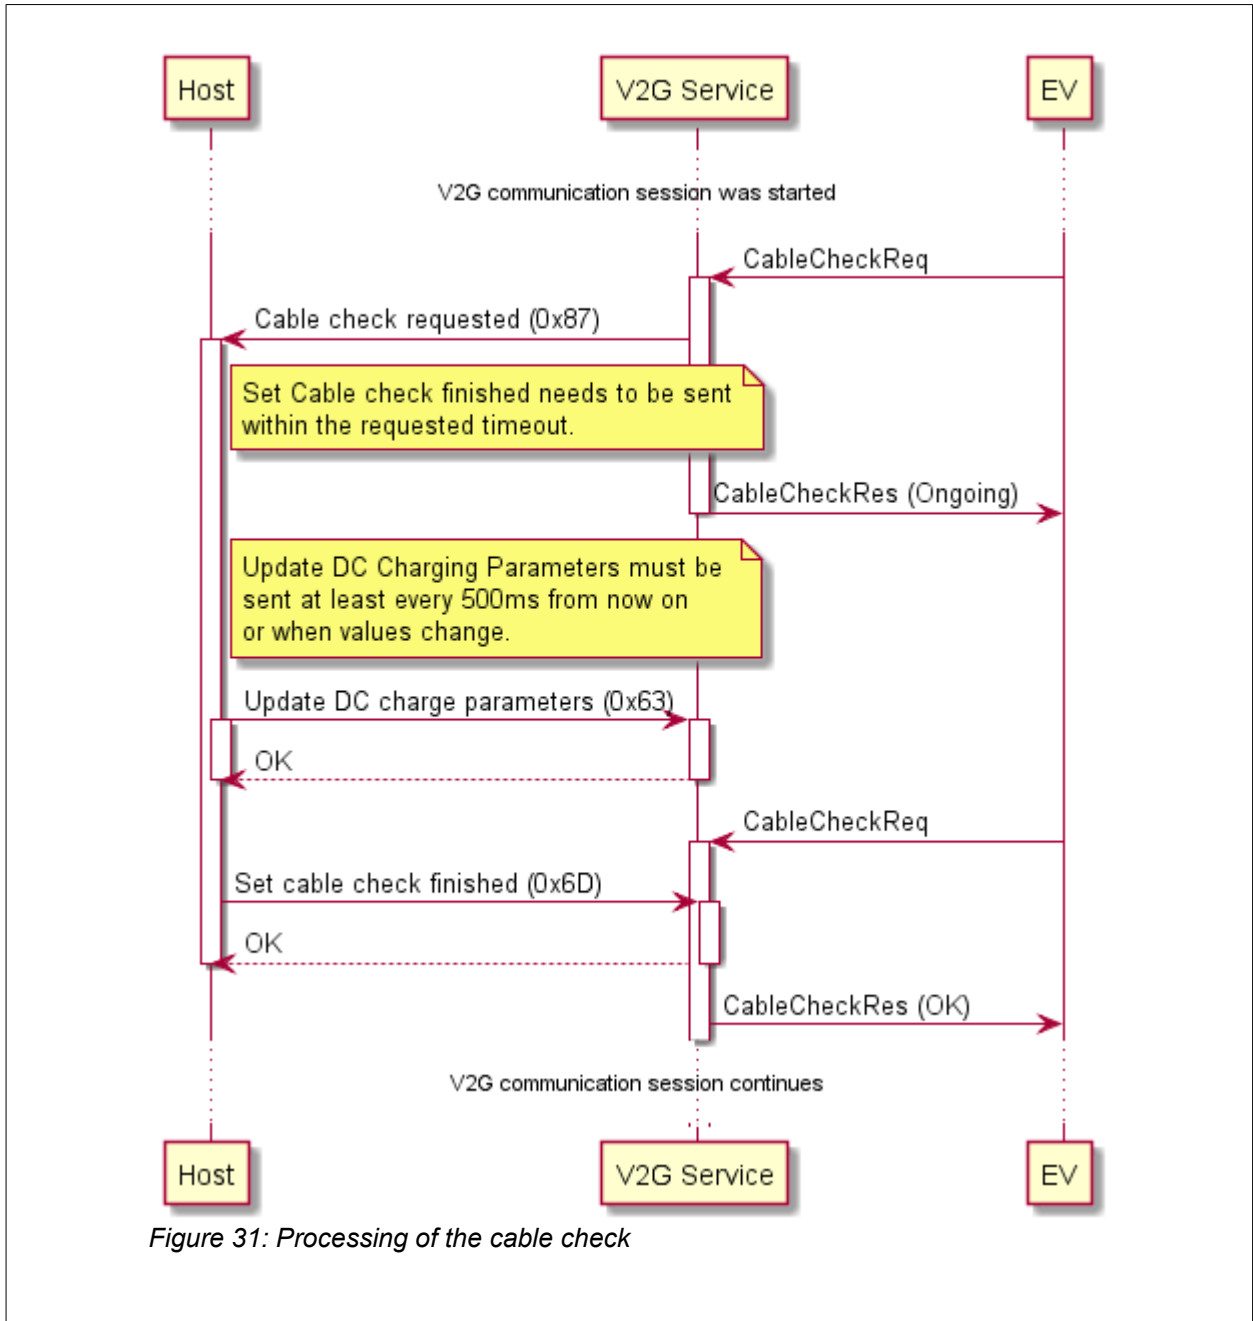 Host
V2G Service
EV
V2G communication session was started
CableCheckReq
Cable check requested (0x87)
Set Cable check finished needs to be sent
within the requested timeout.
CableCheckRes (Ongoing)
Update DC Charging Parameters must be
sent at least every 500ms from now on
or when values change.
Update DC charge parameters (0x63)
OK
CableCheckReq
Set cable check finished (0x6D)
OK
CableCheckRes (OK)
V2G communication session continues
Host
V2G Service
EV
Figure 31: Processing of the cable check